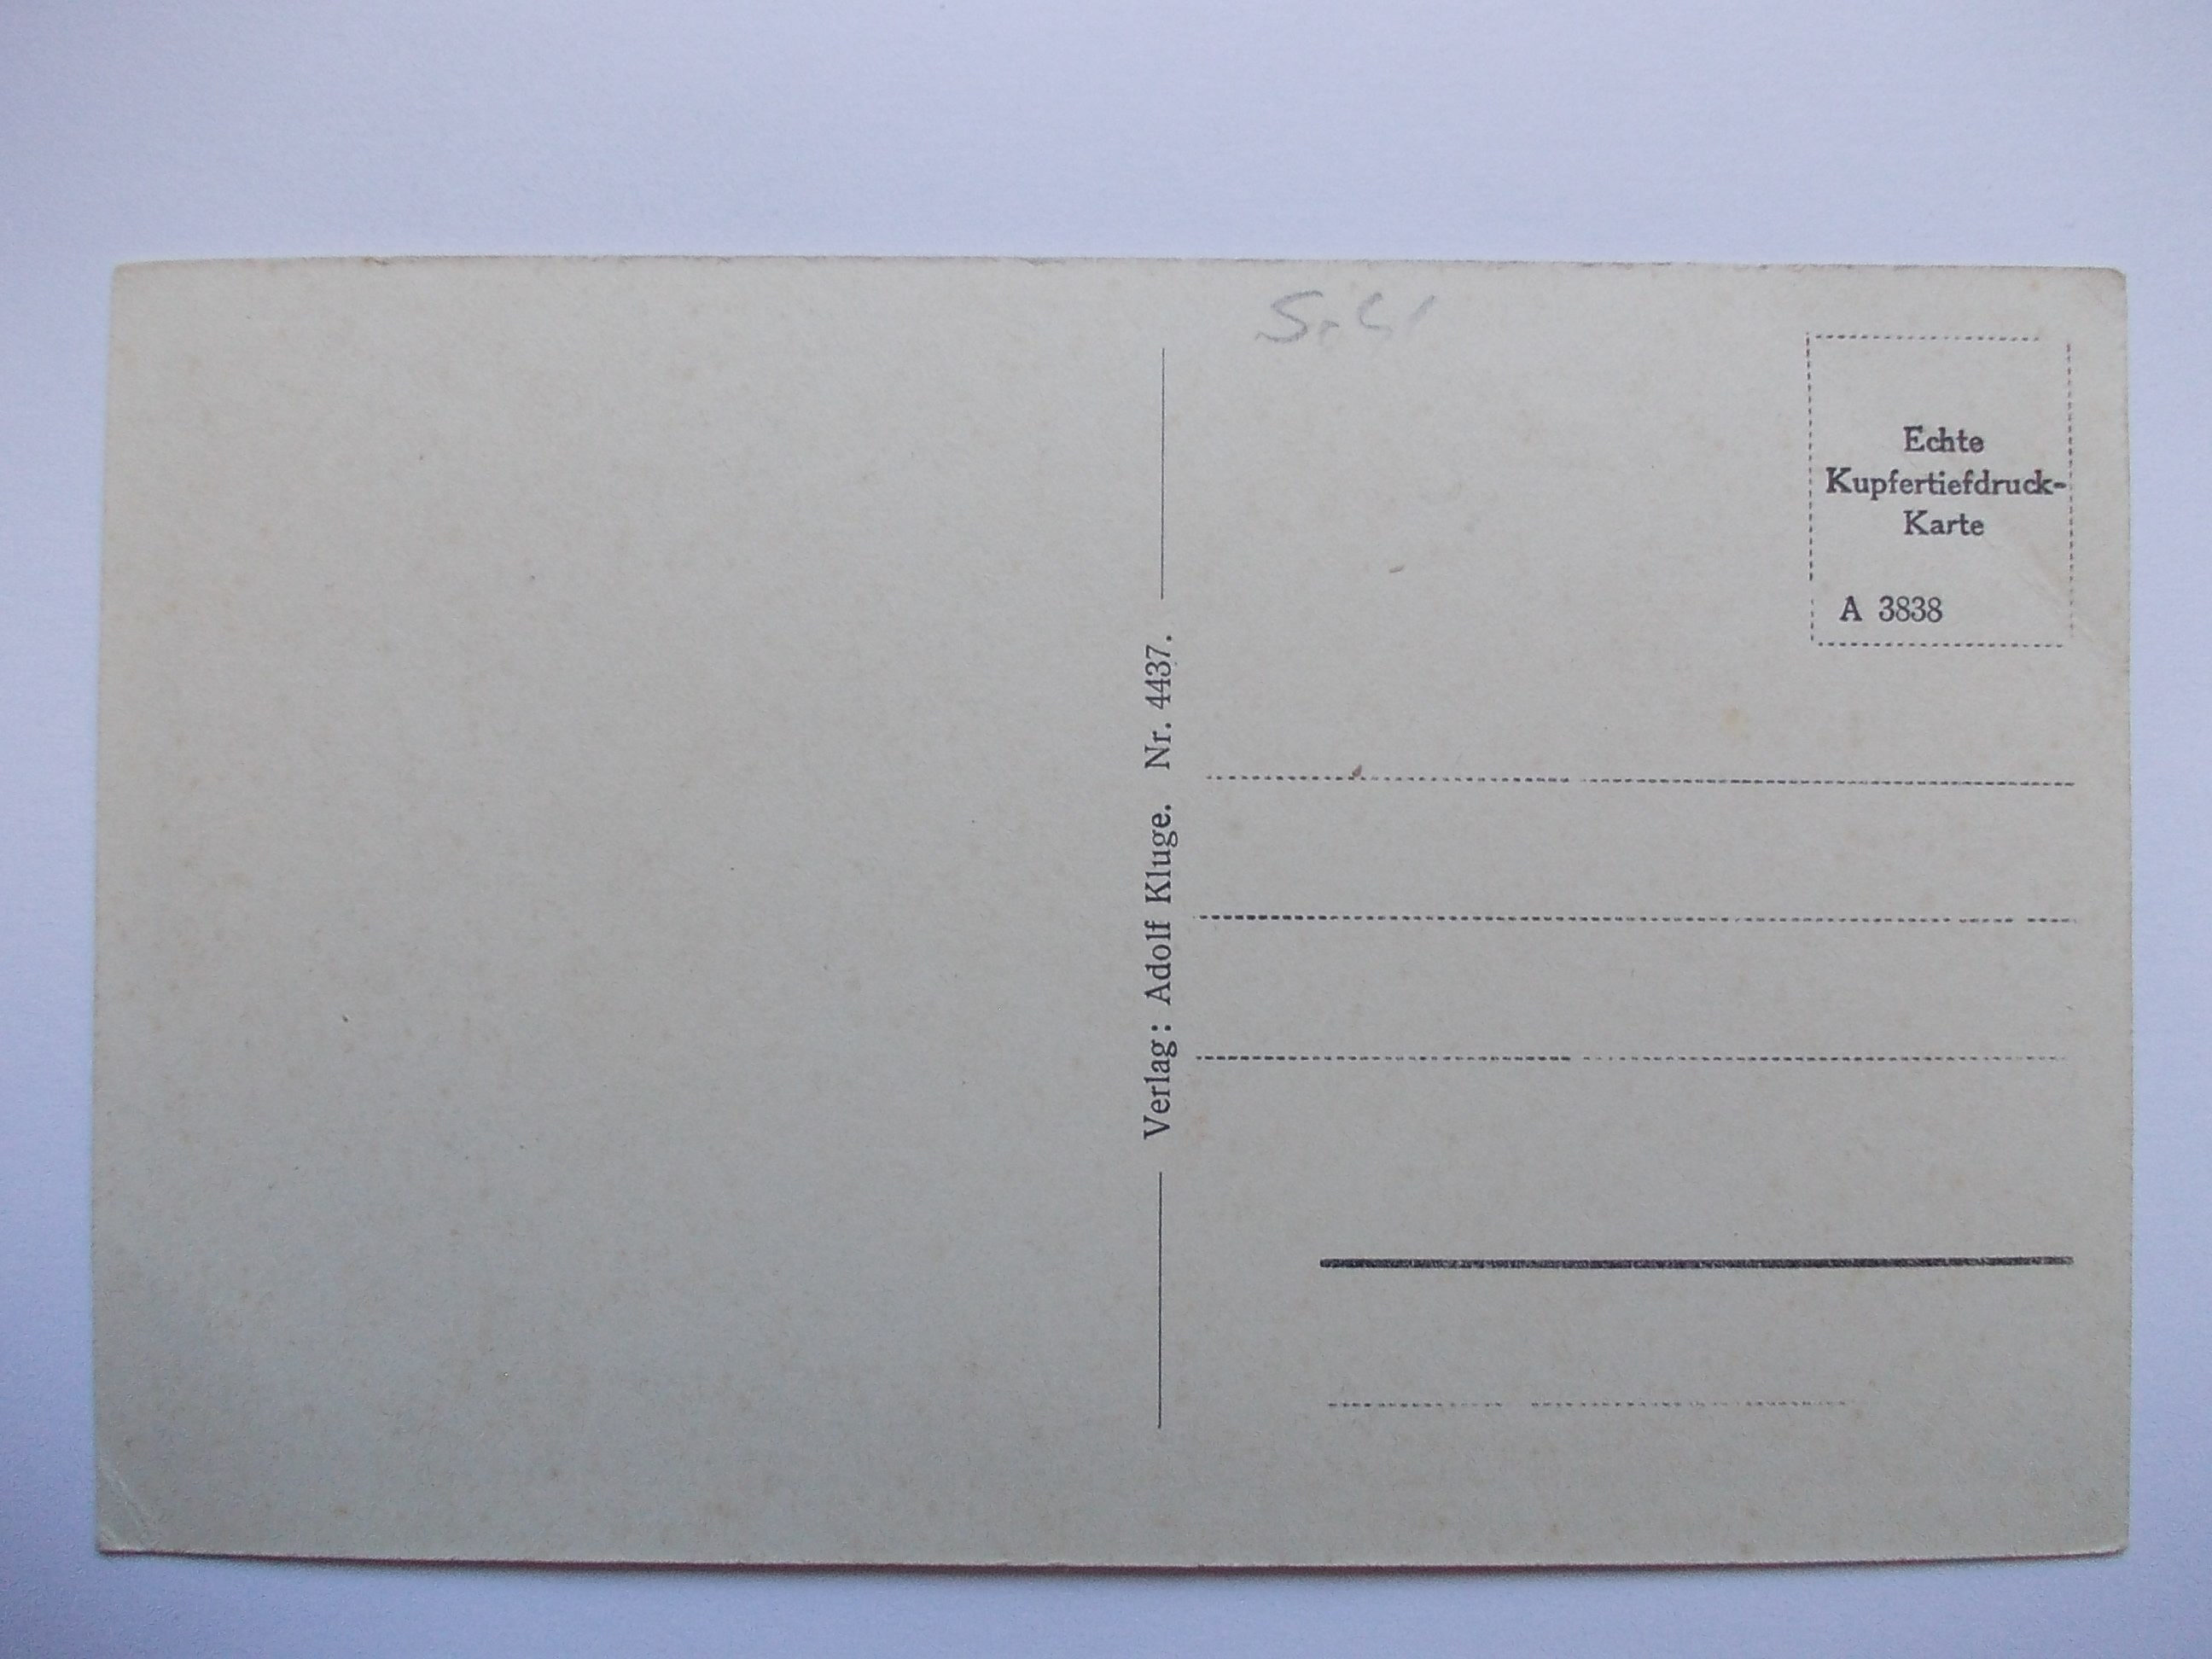 Echte
Kupfertiefdruck-
Karte
A 3838
Verlag: Adolf Kluge. Nr. 4437.